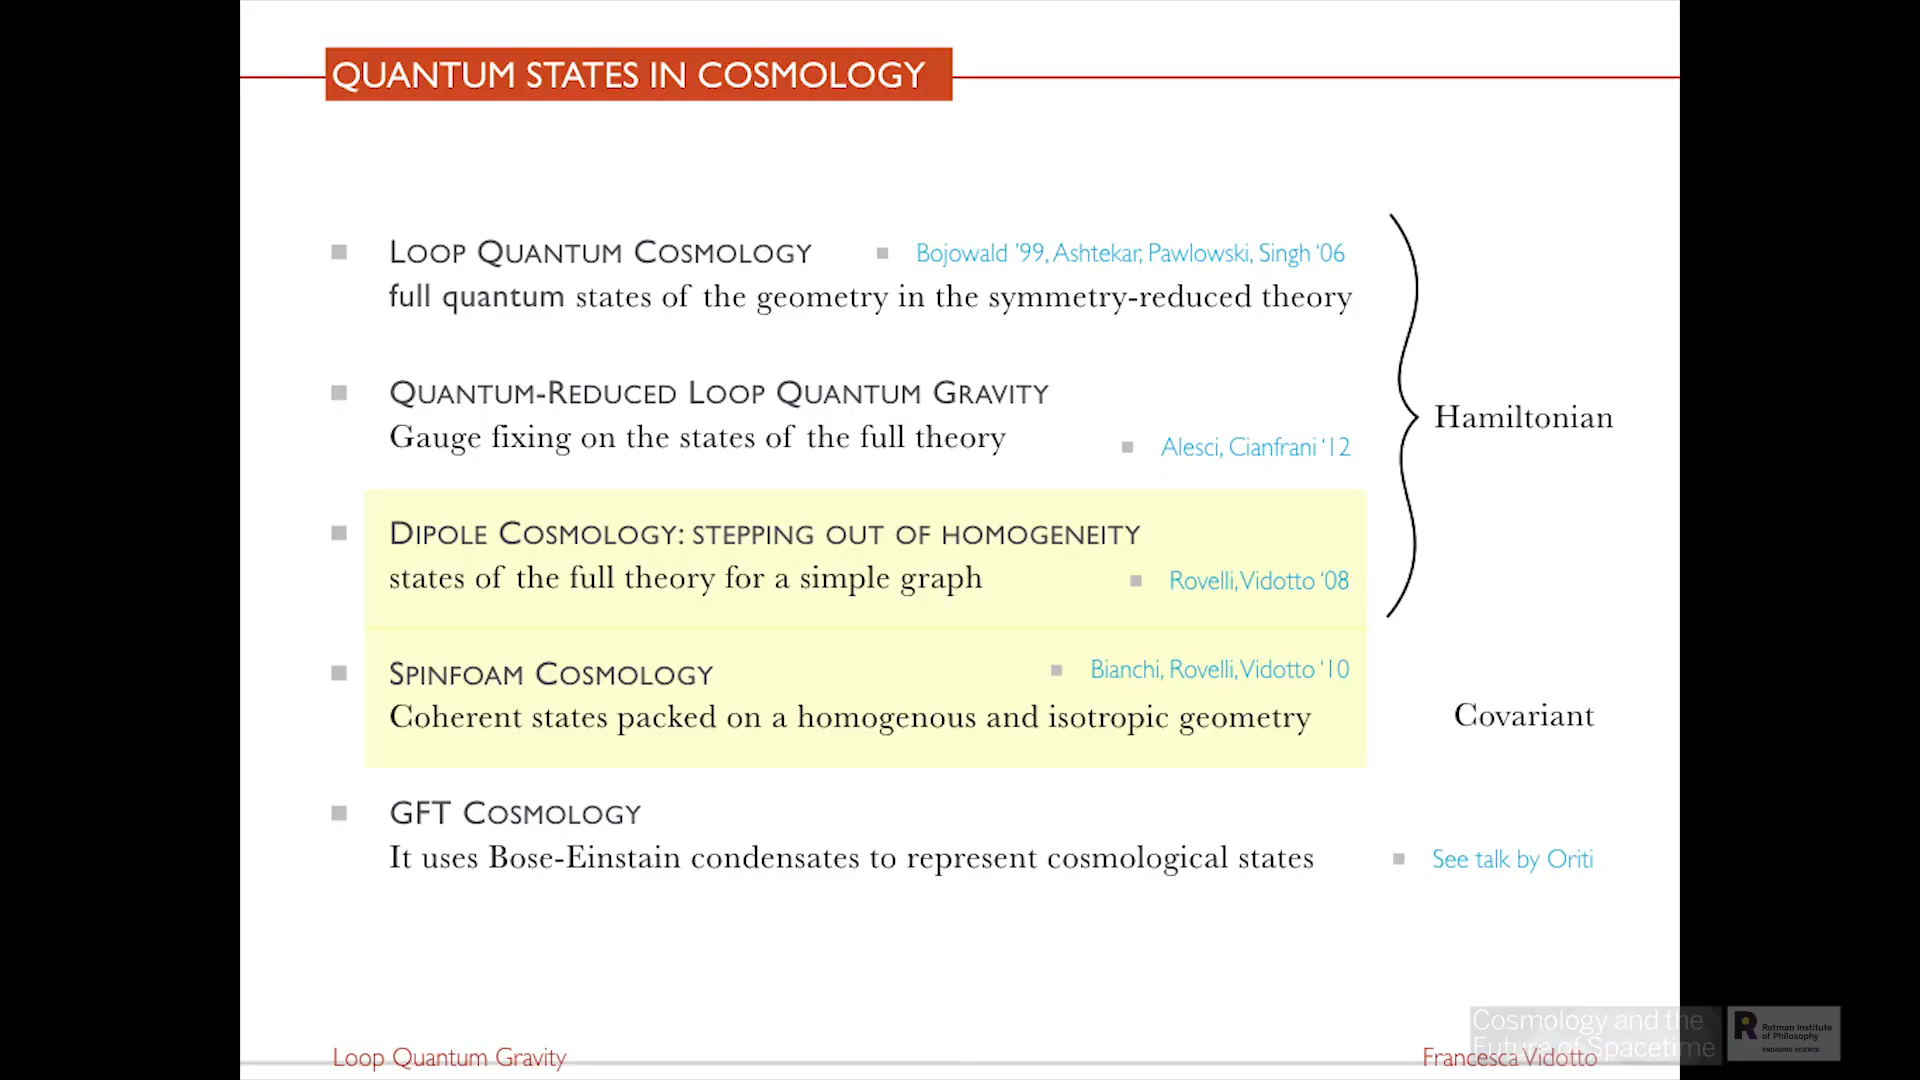 QUANTUM STATES IN COSMOLOGY
LOOP QUANTUM COSMOLOGY
Bojowald ’99, Ashtekar, Pawlowski, Singh ‘06
full quantum states of the geometry in the symmetry-reduced theory
QUANTUM-REDUCED LOOP QUANTUM GRAVITY
Gauge fixing on the states of the full theory
Alesci, Cianfrani ‘12
Hamiltonian
DIPOLE COSMOLOGY: STEPPING OUT OF HOMOGENEITY
states of the full theory for a simple graph
Rovelli, Vidotto ‘08
SPINFOAM COSMOLOGY
Bianchi, Rovelli, Vidotto ‘10
Coherent states packed on a homogenous and isotropic geometry
Covariant
GFT COSMOLOGY
It uses Bose-Einstain condensates to represent cosmological states
See talk by Oriti
Loop Quantum Gravity
Francesca Vidotto
Cosmology and the
Future of Spacetime
Rotman Institute
of Philosophy
ENGAGING SCIENCE.